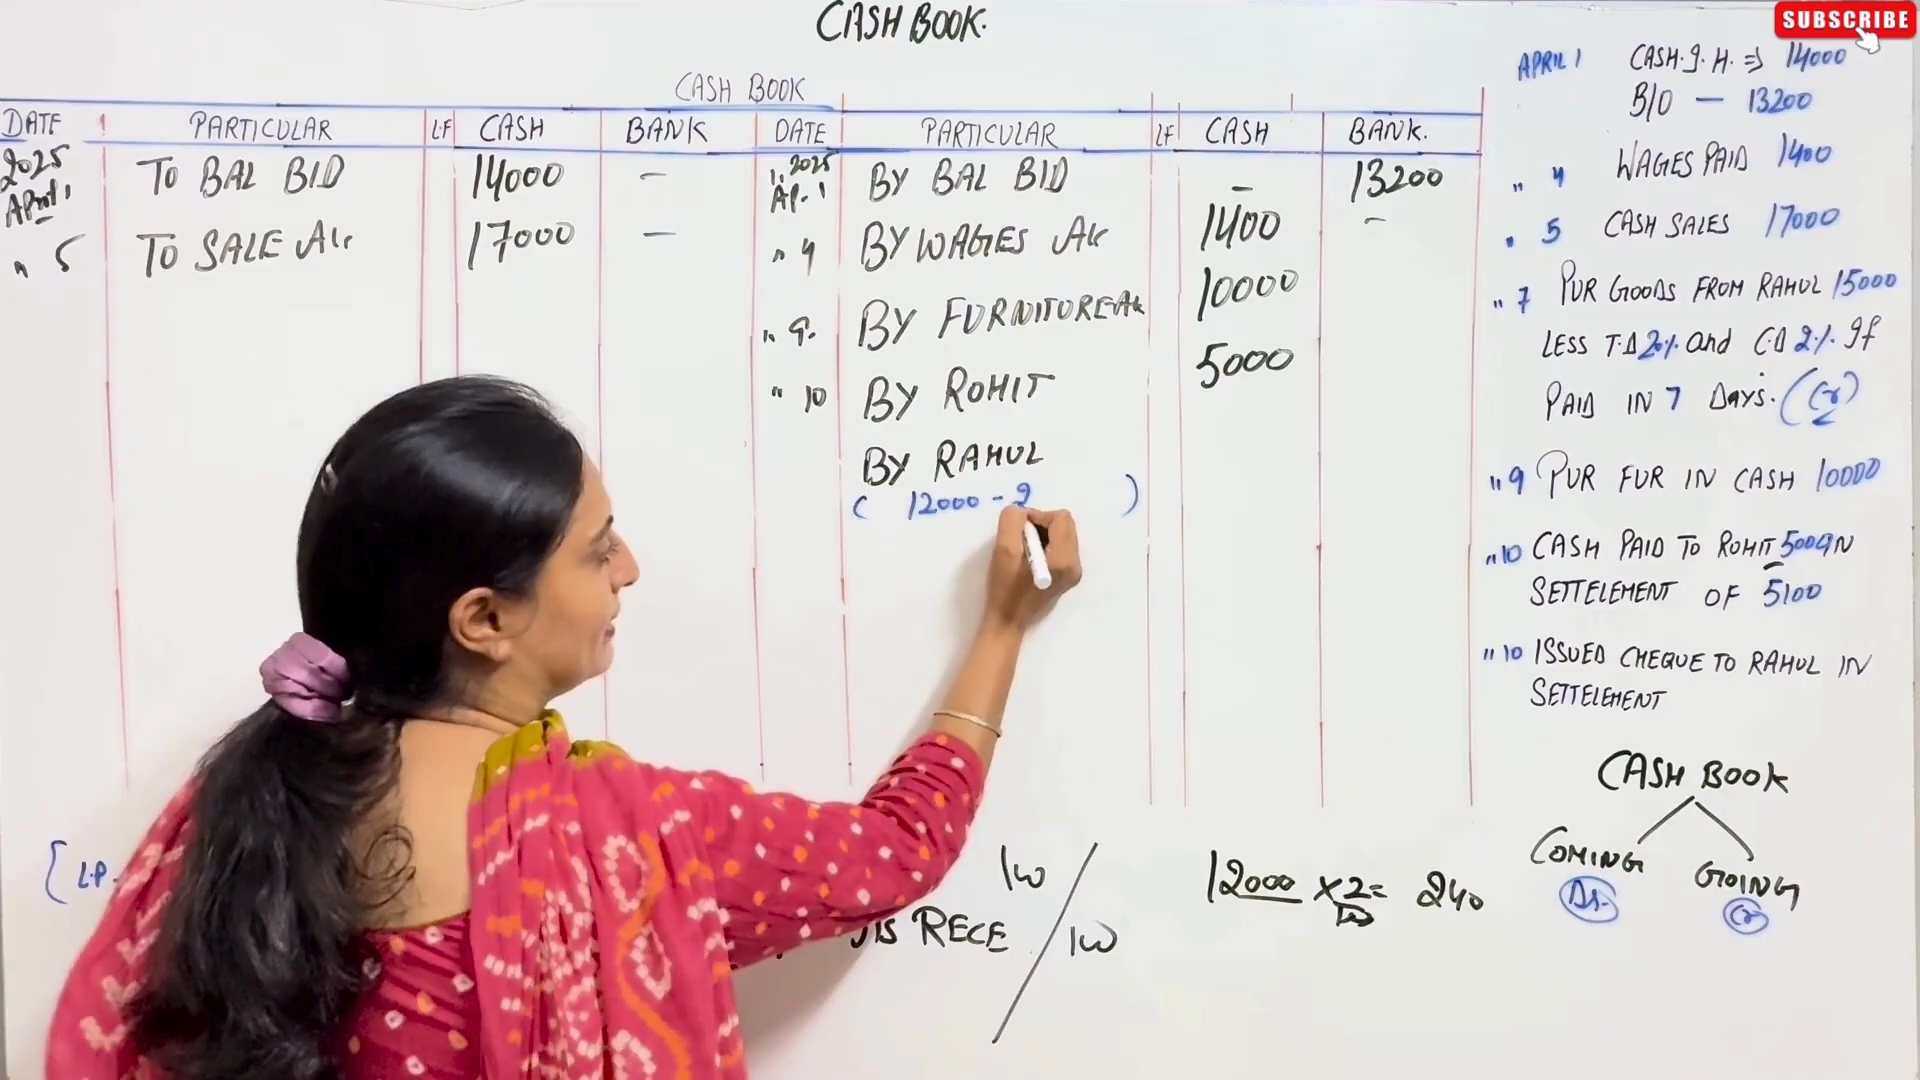 CASH BOOK.
SUBSCRIBE
CASH BOOK
DATE PARTICULAR LF CASH BANK DATE PARTICULAR LF CASH BANK.
2025 April 1 TO BAL B/D 14000 - 2025 AP. 1 BY BAL B/D - 13200
" 5 TO SALE A/c 17000 - " 4 BY WAGES A/c 1400 -
" 9. BY FURNITURE A/c 10000
" 10 BY ROHIT 5000
BY RAHUL
( 12000 - 2 )
APRIL 1 CASH.I.H. ⇒ 14000
B/O — 13200
" 4 WAGES PAID 1400
" 5 CASH SALES 17000
" 7 PUR GOODS FROM RAHUL 15000
LESS T.D 20%. and C.D 2%. If
PAID IN 7 DAYS. (Cr)
" 9 PUR FUR IN CASH 10000
" 10 CASH PAID TO ROHIT 5000 IN
SETTELEMENT OF 5100
" 10 ISSUED CHEQUE TO RAHUL IN
SETTELEMENT
CASH BOOK
COMING GOING
Dr. Cr
[ L.P.
RECE
12000 × 2 = 240